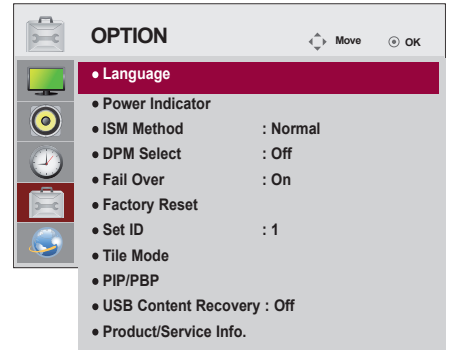 OPTION Move OK
● Language
● Power Indicator
● ISM Method : Normal
● DPM Select : Off
● Fail Over : On
● Factory Reset
● Set ID : 1
● Tile Mode
● PIP/PBP
● USB Content Recovery : Off
● Product/Service Info.